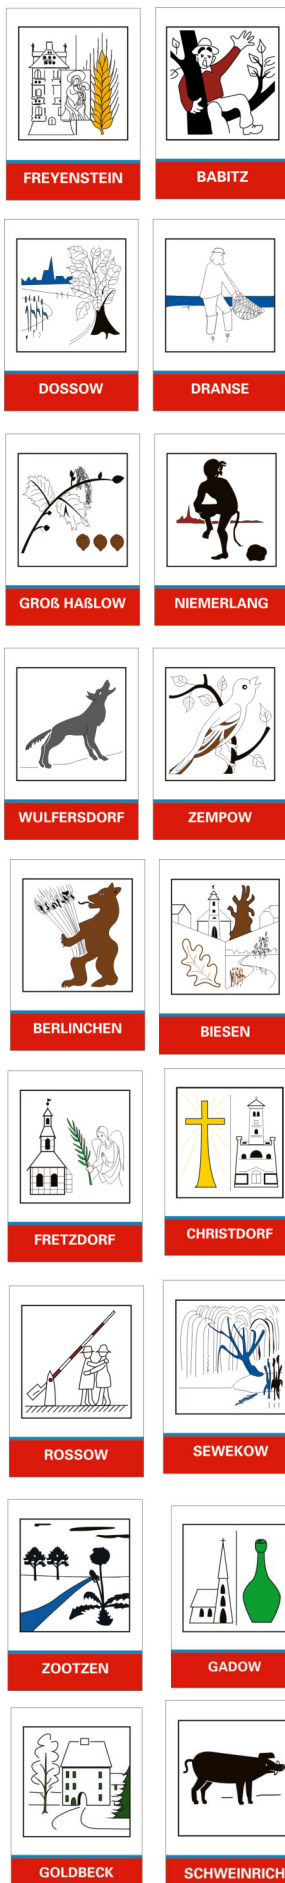 FREYENSTEIN
BABITZ
DOSSOW
DRANSE
GROß HAßLOW
NIEMERLANG
WULFERSDORF
ZEMPOW
BERLINCHEN
BIESEN
FRETZDORF
CHRISTDORF
ROSSOW
SEWEKOW
ZOOTZEN
GADOW
GOLDBECK
SCHWEINRICH